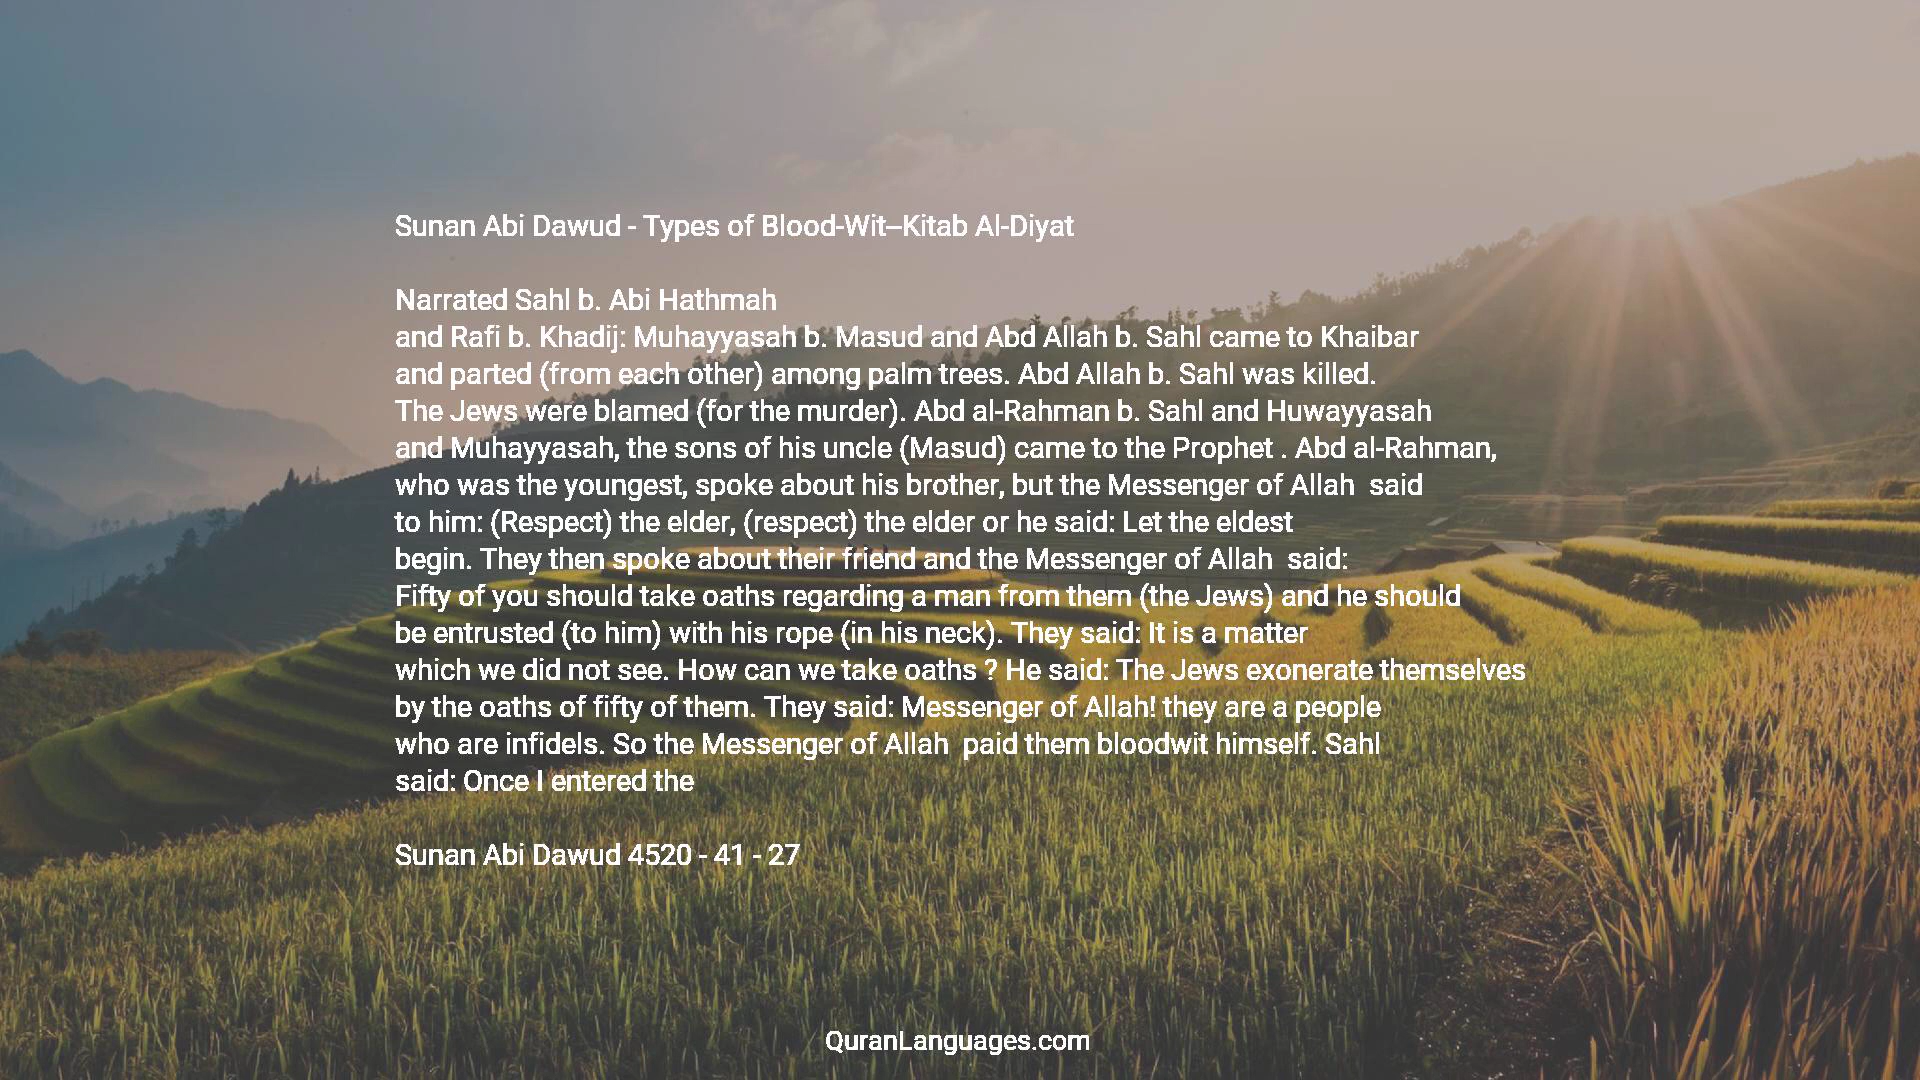 Sunan Abi Dawud - Types of Blood-Wit--Kitab Al-Diyat
Narrated Sahl b. Abi Hathmah
and Rafi b. Khadij: Muhayyasah b. Masud and Abd Allah b. Sahl came to Khaibar
and parted (from each other) among palm trees. Abd Allah b. Sahl was killed.
The Jews were blamed (for the murder). Abd al-Rahman b. Sahl and Huwayyasah
and Muhayyasah, the sons of his uncle (Masud) came to the Prophet . Abd al-Rahman,
who was the youngest, spoke about his brother, but the Messenger of Allah  said
to him: (Respect) the elder, (respect) the elder or he said: Let the eldest
begin. They then spoke about their friend and the Messenger of Allah  said:
Fifty of you should take oaths regarding a man from them (the Jews) and he should
be entrusted (to him) with his rope (in his neck). They said: It is a matter
which we did not see. How can we take oaths ? He said: The Jews exonerate themselves
by the oaths of fifty of them. They said: Messenger of Allah! they are a people
who are infidels. So the Messenger of Allah  paid them bloodwit himself. Sahl
said: Once I entered the
Sunan Abi Dawud 4520 - 41 - 27
QuranLanguages.com